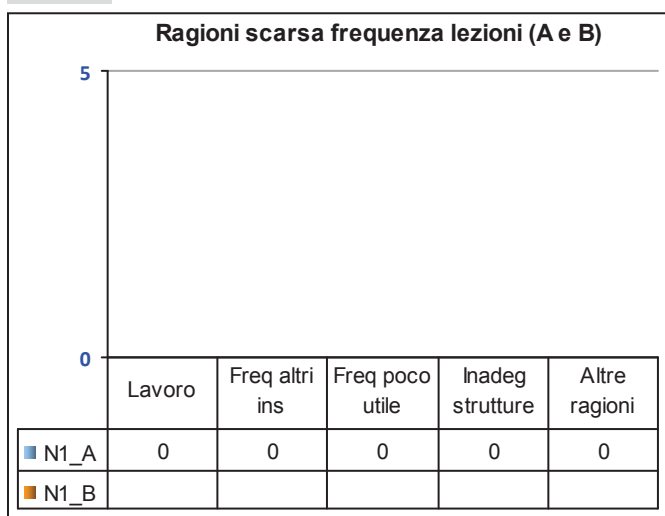 Ragioni scarsa frequenza lezioni (A e B)
5
0
Lavoro
Freq altri ins
Freq poco utile
Inadeg strutture
Altre ragioni
N1_A 0 0 0 0 0
N1_B